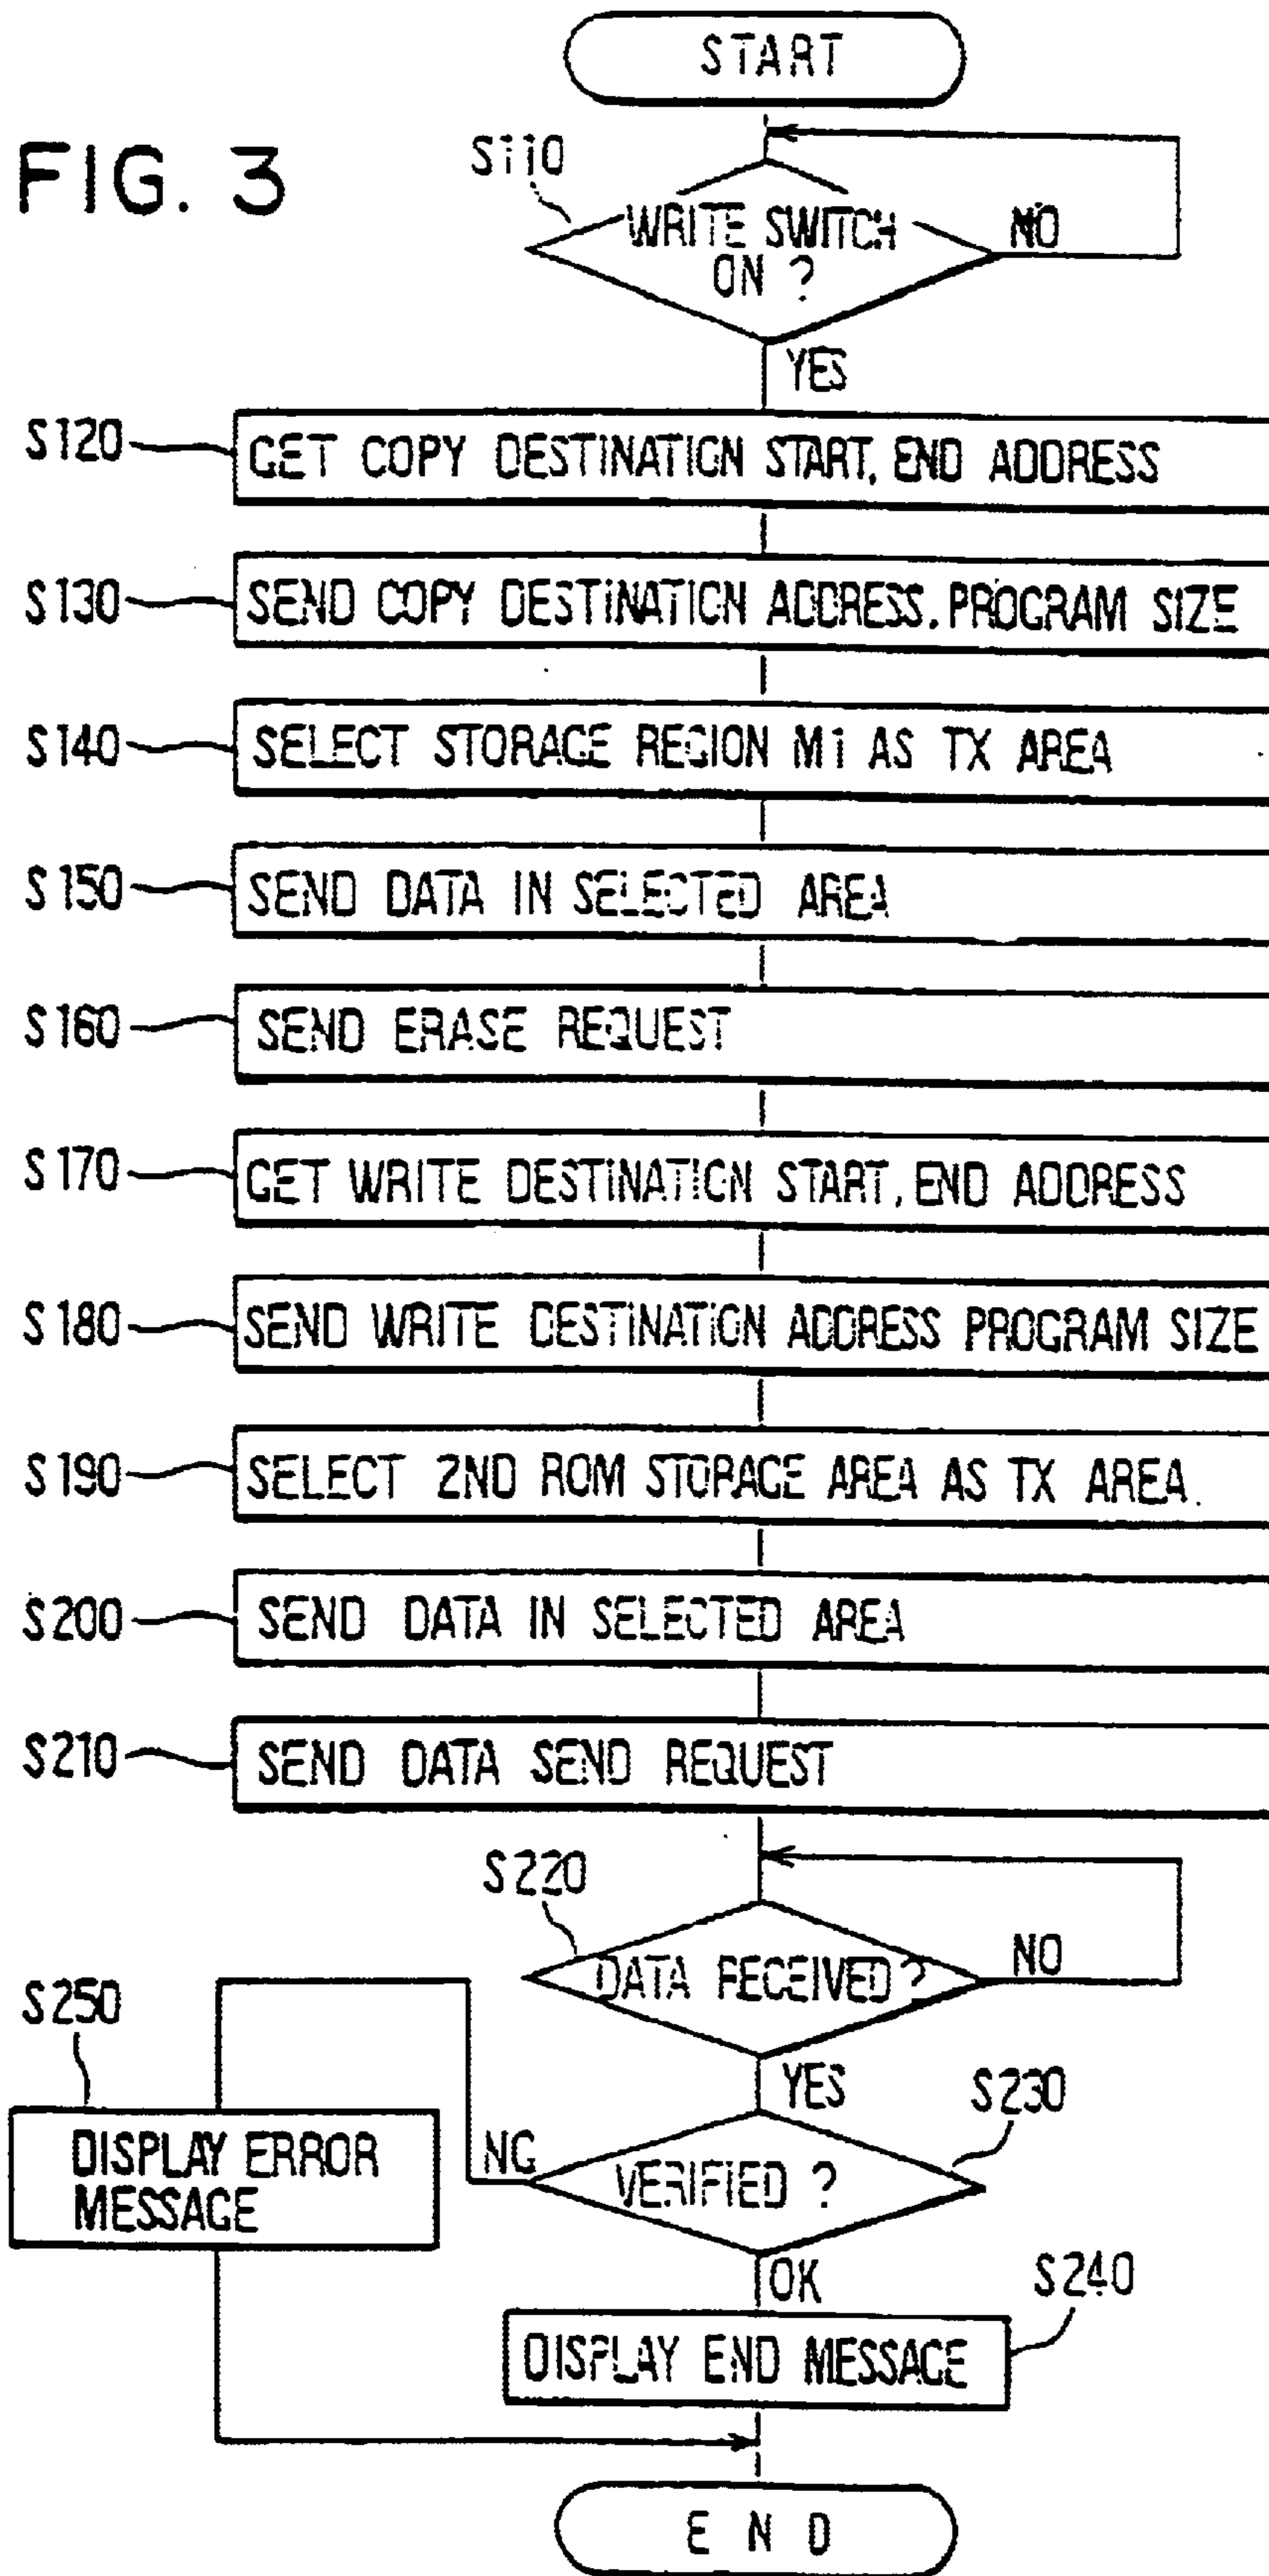 START
FIG. 3
S110
WRITE SWITCH
ON ?
NO
YES
S120
GET COPY DESTINATION START, END ADDRESS
S130
SEND COPY DESTINATION ADDRESS, PROGRAM SIZE
S140
SELECT STORAGE REGION M1 AS TX AREA
S150
SEND DATA IN SELECTED AREA
S160
SEND ERASE REQUEST
S170
GET WRITE DESTINATION START, END ADDRESS
S180
SEND WRITE DESTINATION ADDRESS PROGRAM SIZE
S190
SELECT 2ND ROM STORAGE AREA AS TX AREA.
S200
SEND DATA IN SELECTED AREA
S210
SEND DATA SEND REQUEST
S220
DATA RECEIVED ?
NO
YES
S250
DISPLAY ERROR
MESSAGE
S230
NG
VERIFIED ?
OK
S240
DISPLAY END MESSAGE
END